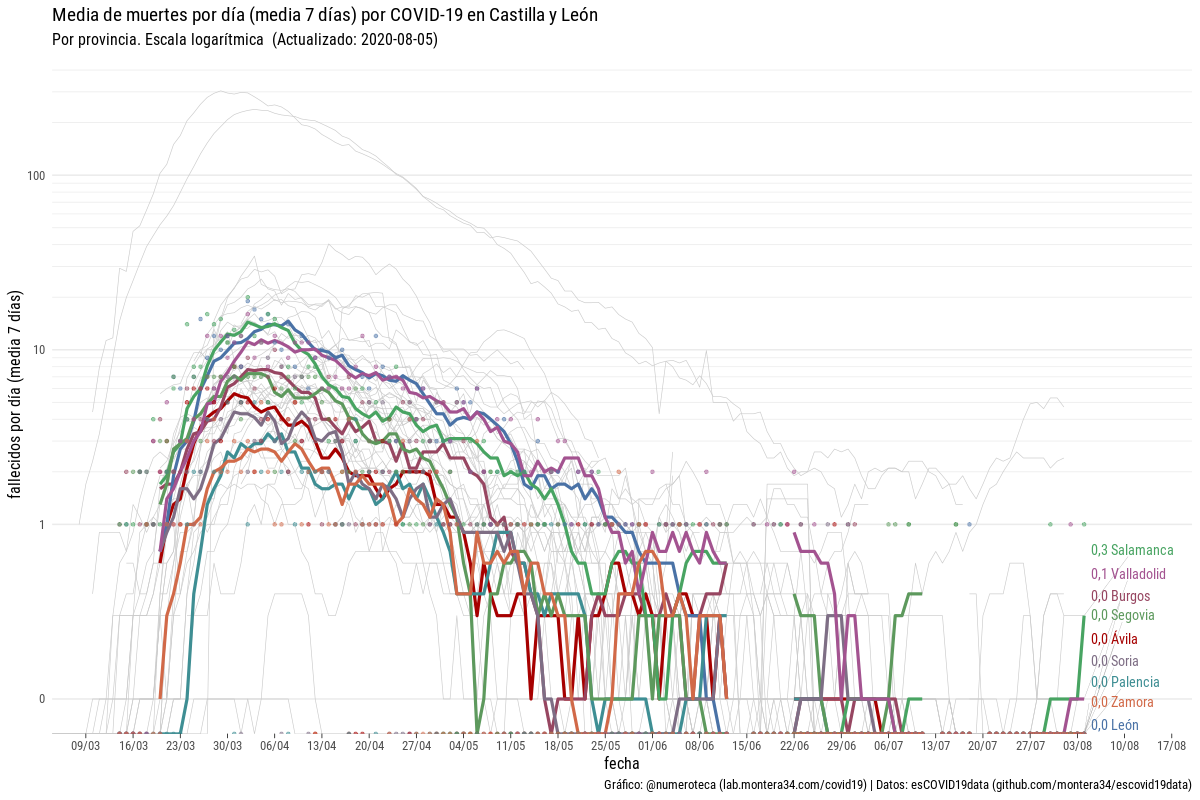 Media de muertes por día (media 7 días) por COVID-19 en Castilla y León
Por provincia. Escala logarítmica  (Actualizado: 2020-08-05)
fallecidos por día (media 7 días)
100
10
1
0
0,3 Salamanca
0,1 Valladolid
0,0 Burgos
0,0 Segovia
0,0 Ávila
0,0 Soria
0,0 Palencia
0,0 Zamora
0,0 León
09/03 16/03 23/03 30/03 06/04 13/04 20/04 27/04 04/05 11/05 18/05 25/05 01/06 08/06 15/06 22/06 29/06 06/07 13/07 20/07 27/07 03/08 10/08 17/08
fecha
Gráfico: @numeroteca (lab.montera34.com/covid19) | Datos: esCOVID19data (github.com/montera34/escovid19data)